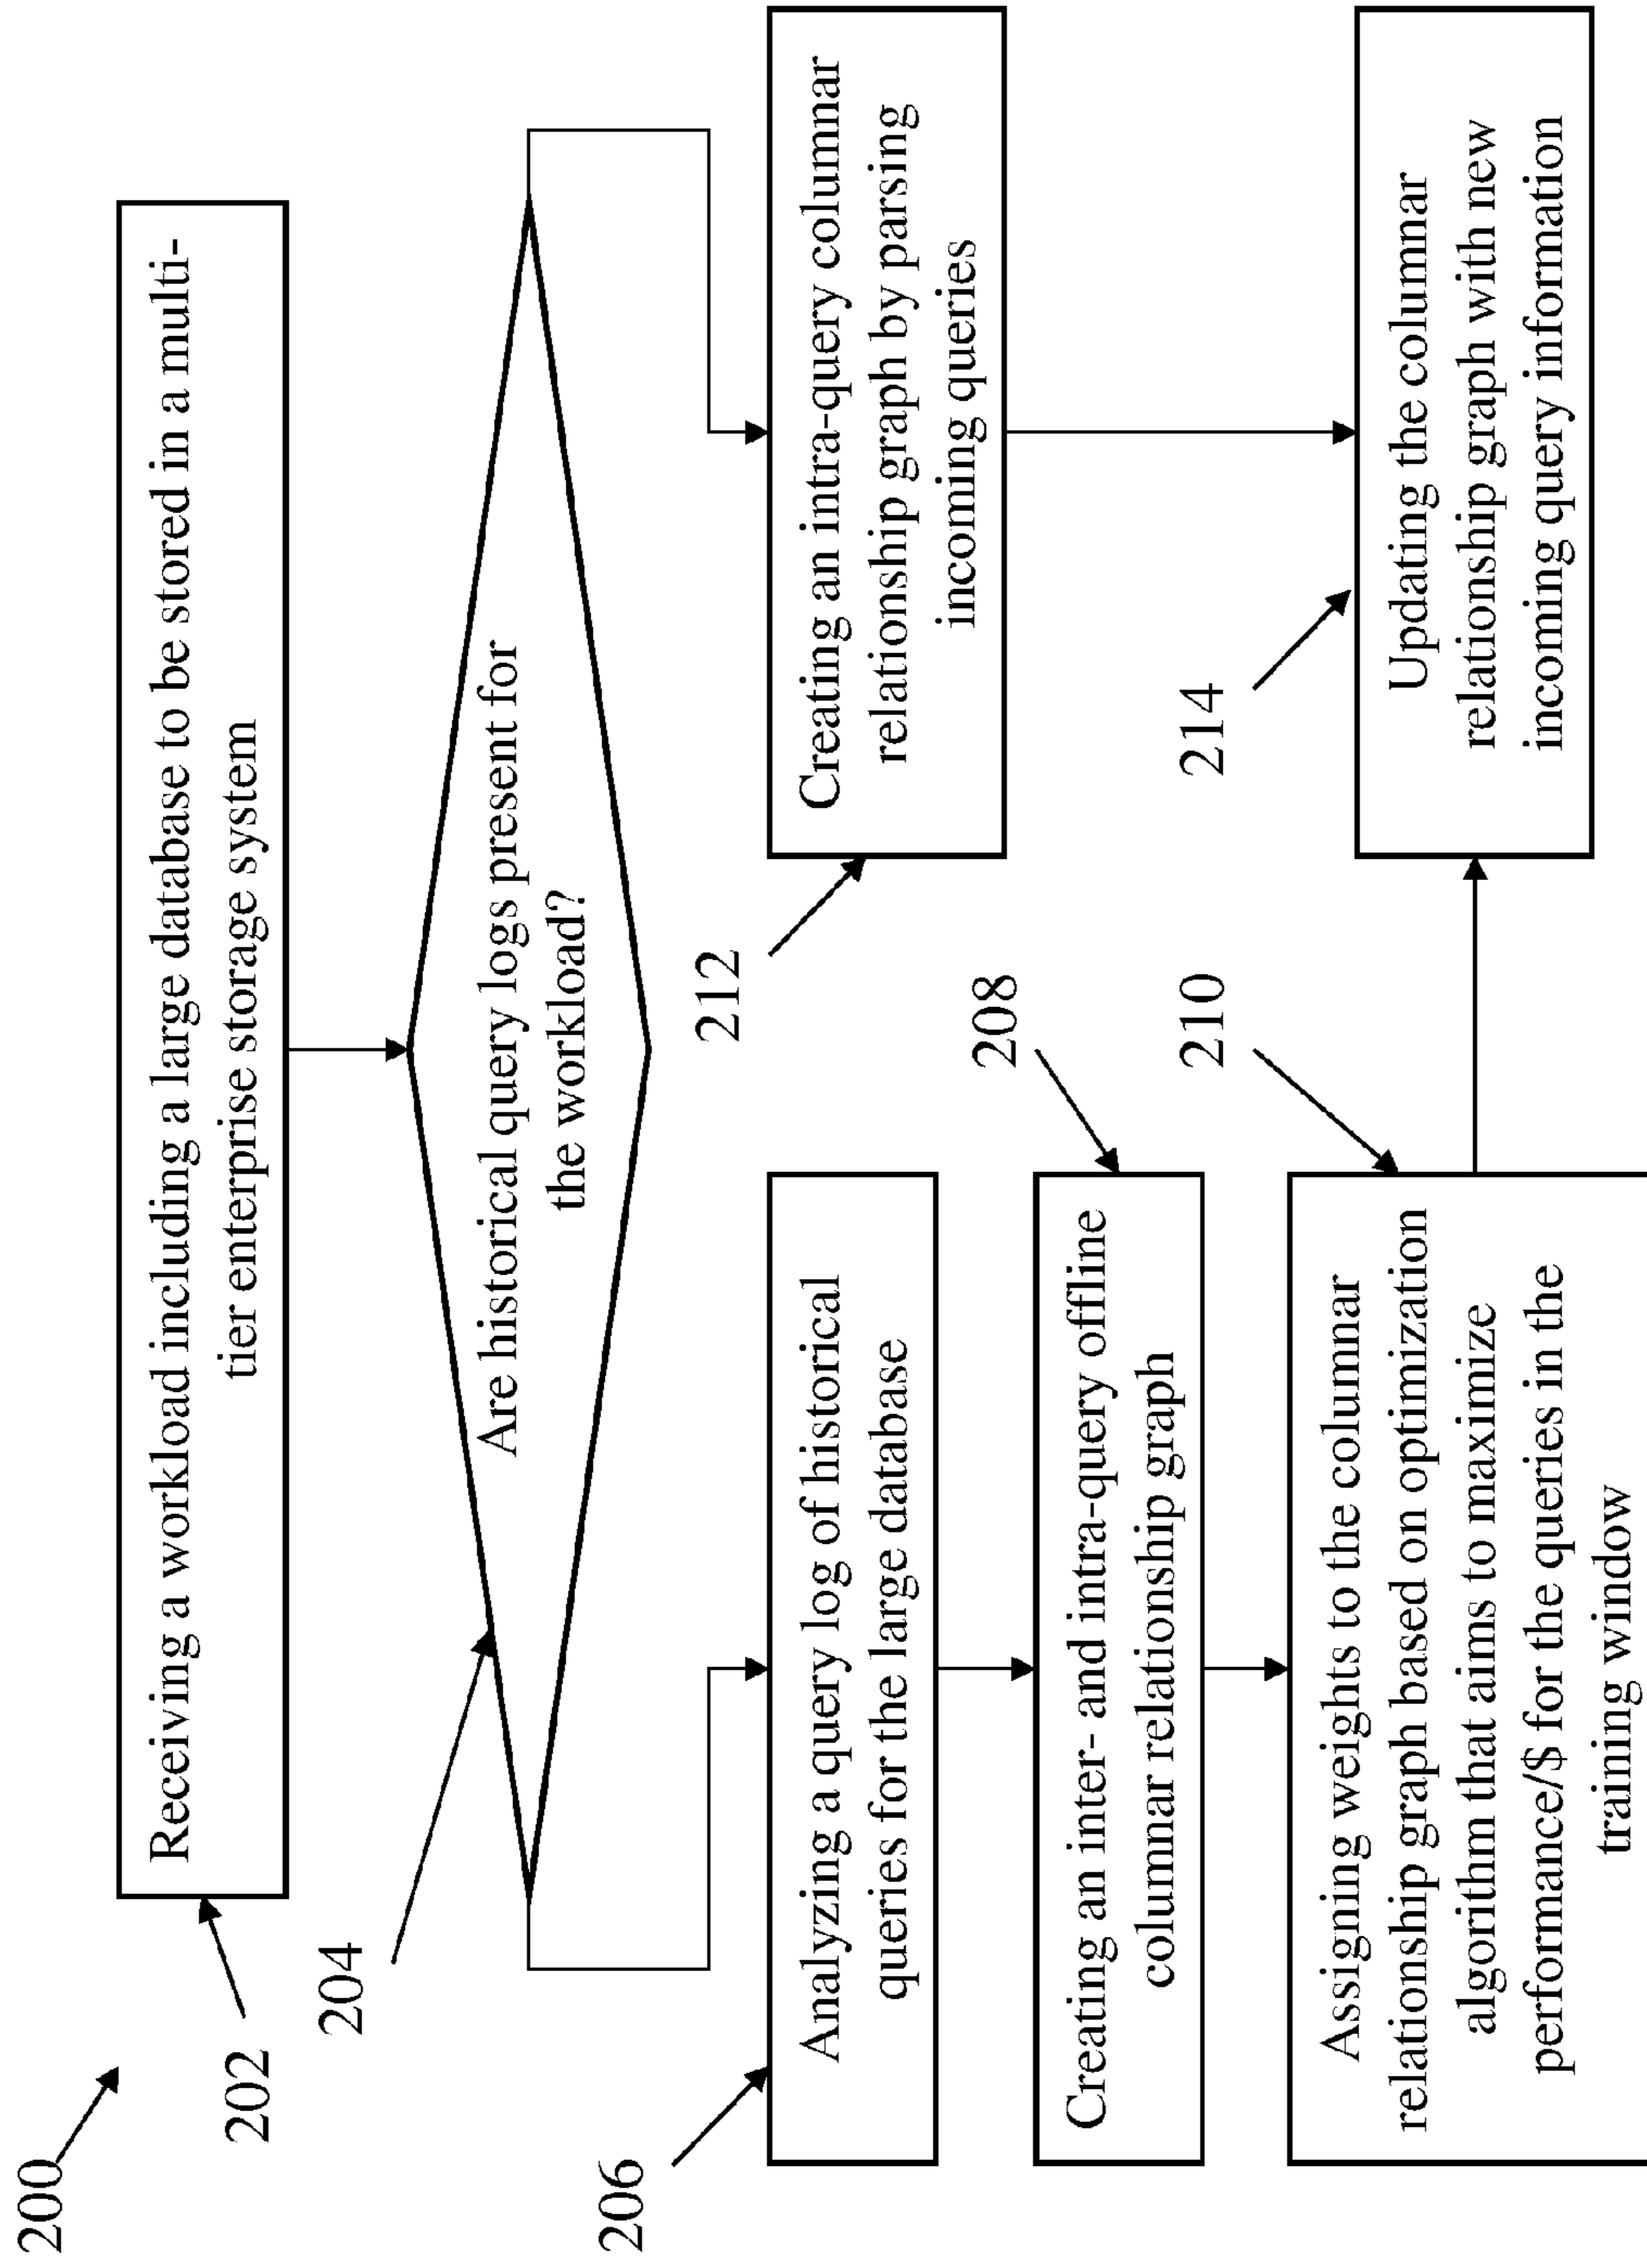 200
202
Receiving a workload including a large database to be stored in a multi-
tier enterprise storage system
204
Are historical query logs present for
the workload?
206
Analyzing a query log of historical
queries for the large database
212
Creating an intra-query columnar
relationship graph by parsing
incoming queries
208
Creating an inter- and intra-query offline
columnar relationship graph
210
Assigning weights to the columnar
relationship graph based on optimization
algorithm that aims to maximize
performance/$ for the queries in the
training window
214
Updating the columnar
relationship graph with new
incoming query information